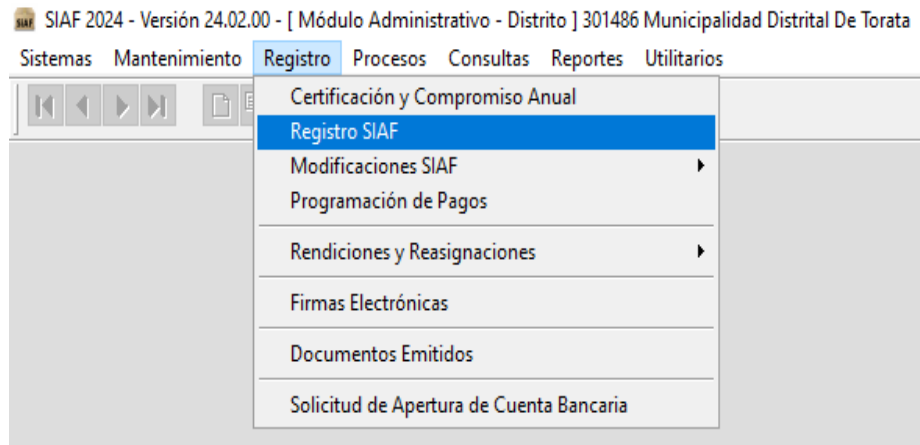 SIAF 2024 - Versión 24.02.00 - [ Módulo Administrativo - Distrito ] 301486 Municipalidad Distrital De Torata
Sistemas Mantenimiento Registro Procesos Consultas Reportes Utilitarios
Certificación y Compromiso Anual
Registro SIAF
Modificaciones SIAF
Programación de Pagos
Rendiciones y Reasignaciones
Firmas Electrónicas
Documentos Emitidos
Solicitud de Apertura de Cuenta Bancaria